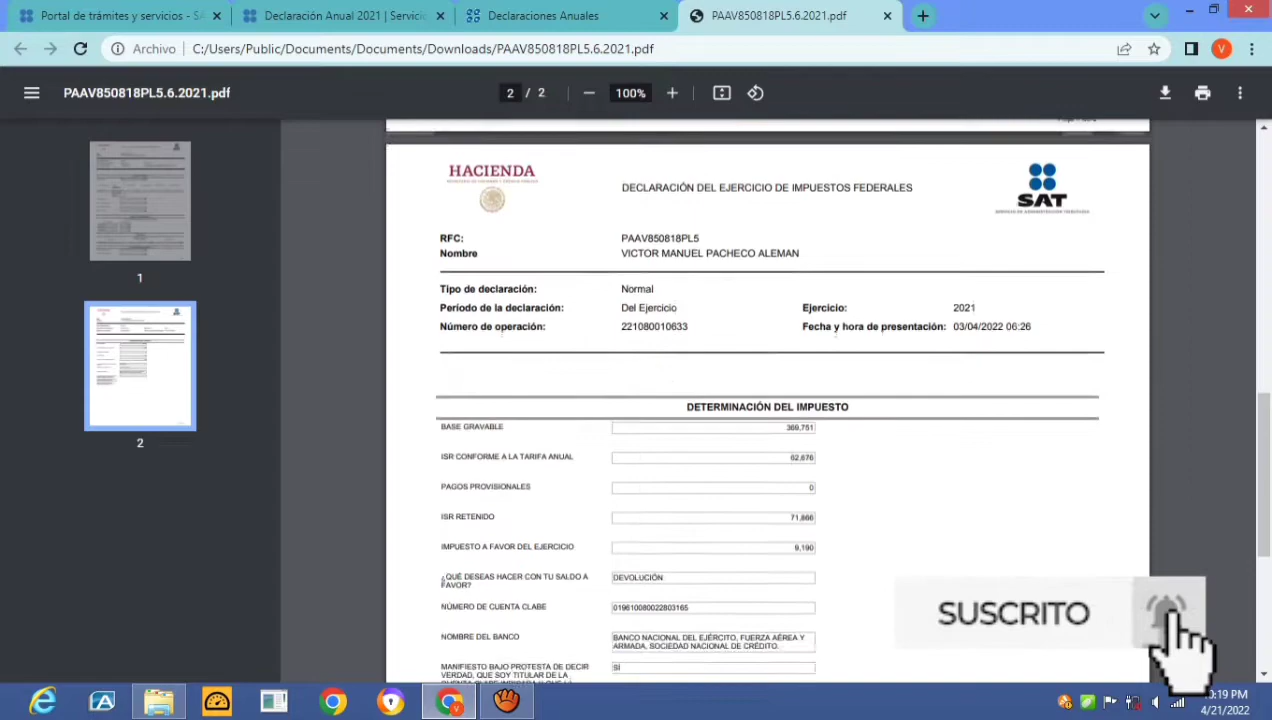 Portal de trámites y servicios - SA
Declaración Anual 2021 | Servicio
Declaraciones Anuales
PAAV850818PL5.6.2021.pdf
Archivo
C:/Users/Public/Documents/Documents/Downloads/PAAV850818PL5.6.2021.pdf
V
PAAV850818PL5.6.2021.pdf
2 / 2
100%
1
2
HACIENDA
DECLARACIÓN DEL EJERCICIO DE IMPUESTOS FEDERALES
SAT
SERVICIO DE ADMINISTRACIÓN TRIBUTARIA
RFC: PAAV850818PL5
Nombre VICTOR MANUEL PACHECO ALEMAN
Tipo de declaración: Normal
Período de la declaración: Del Ejercicio Ejercicio: 2021
Número de operación: 221080010633 Fecha y hora de presentación: 03/04/2022 06:26
DETERMINACIÓN DEL IMPUESTO
BASE GRAVABLE 369,751
ISR CONFORME A LA TARIFA ANUAL 62,676
PAGOS PROVISIONALES 0
ISR RETENIDO 71,866
IMPUESTO A FAVOR DEL EJERCICIO 9,190
¿QUÉ DESEAS HACER CON TU SALDO A FAVOR? DEVOLUCIÓN
NÚMERO DE CUENTA CLABE 019610080022803165
NOMBRE DEL BANCO BANCO NACIONAL DEL EJÉRCITO, FUERZA AÉREA Y
ARMADA, SOCIEDAD NACIONAL DE CRÉDITO.
MANIFIESTO BAJO PROTESTA DE DECIR SÍ
VERDAD, QUE SOY TITULAR DE LA
SUSCRITO
:19 PM
4/21/2022